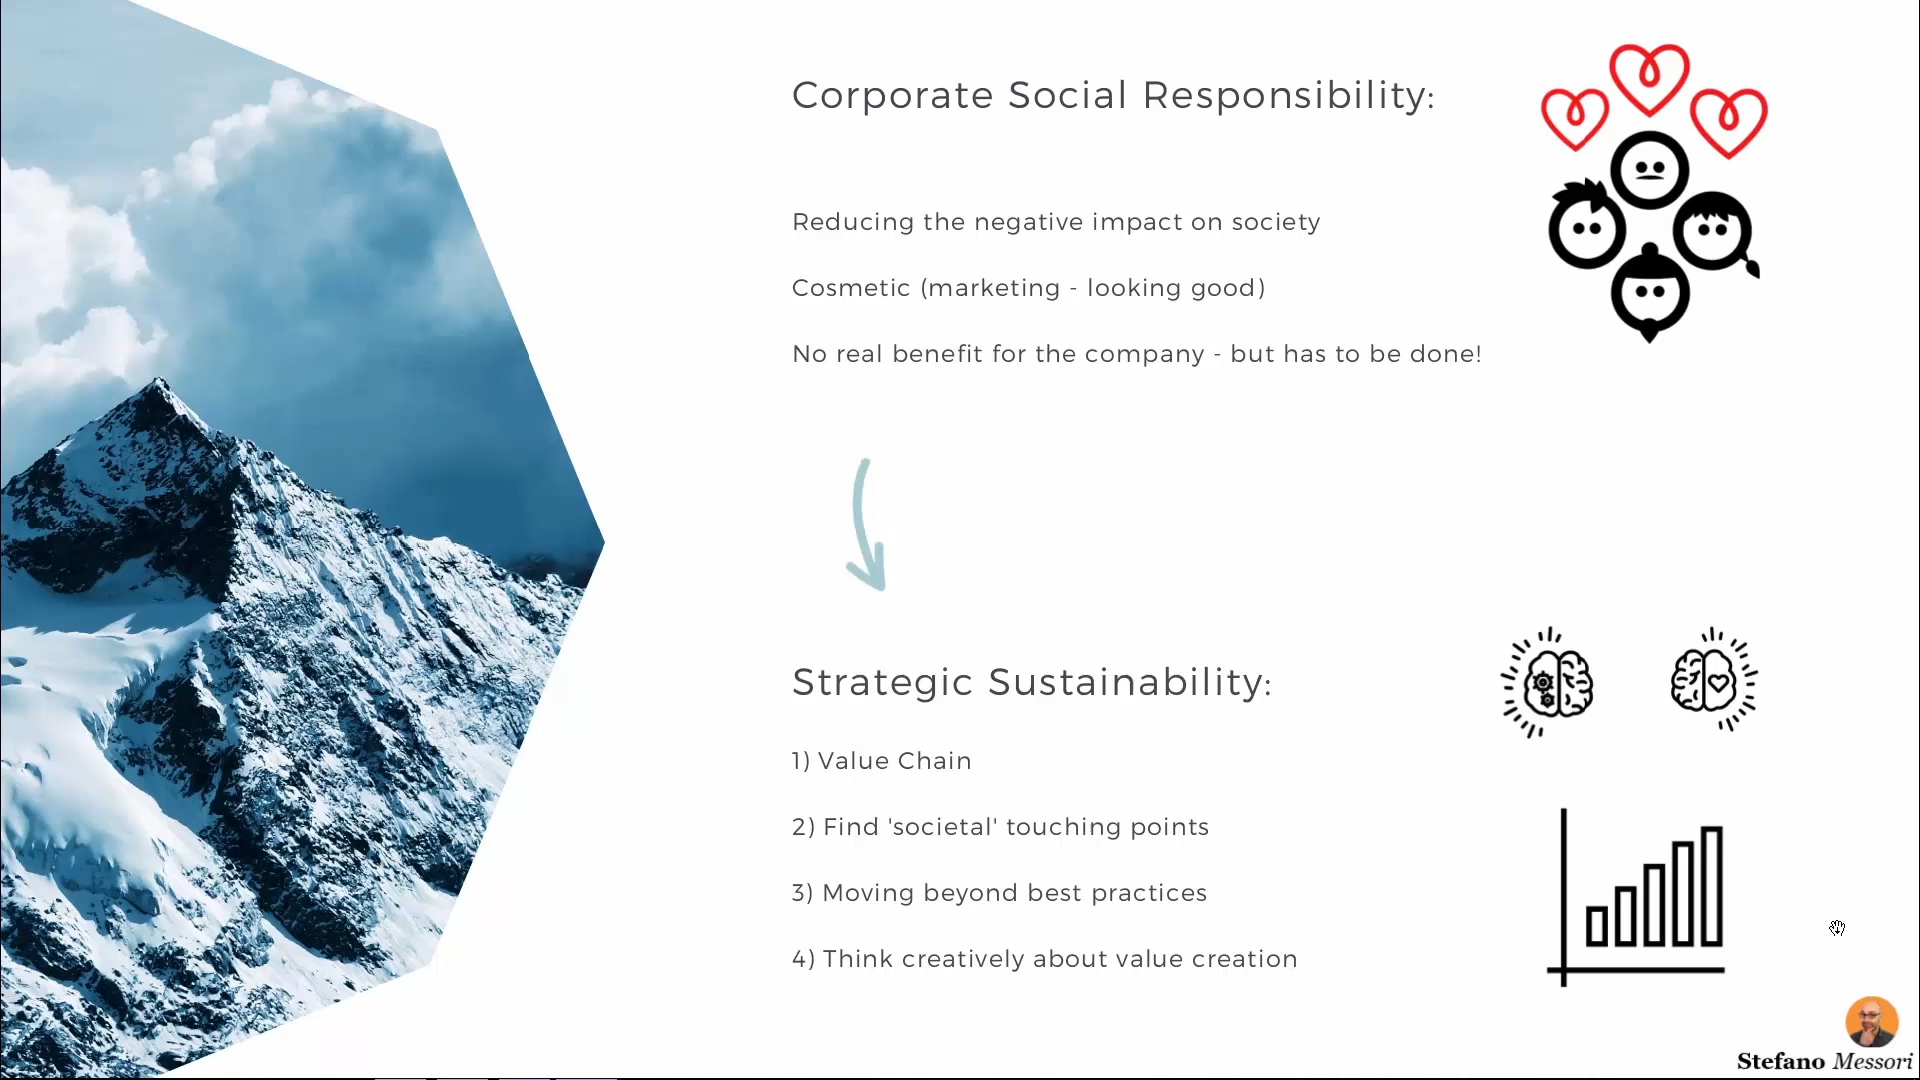 Corporate Social Responsibility:
Reducing the negative impact on society
Cosmetic (marketing - looking good)
No real benefit for the company - but has to be done!
Strategic Sustainability:
1) Value Chain
2) Find 'societal' touching points
3) Moving beyond best practices
4) Think creatively about value creation
Stefano Messori